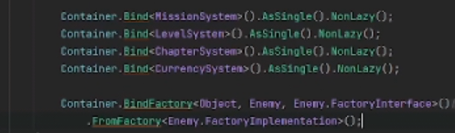 Container.Bind<MissionSystem>().AsSingle().NonLazy();
Container.Bind<LevelSystem>().AsSingle().NonLazy();
Container.Bind<ChapterSystem>().AsSingle().NonLazy();
Container.Bind<CurrencySystem>().AsSingle().NonLazy();
Container.BindFactory<Object, Enemy, Enemy.FactoryInterface>()
.FromFactory<Enemy.FactoryImplementation>();